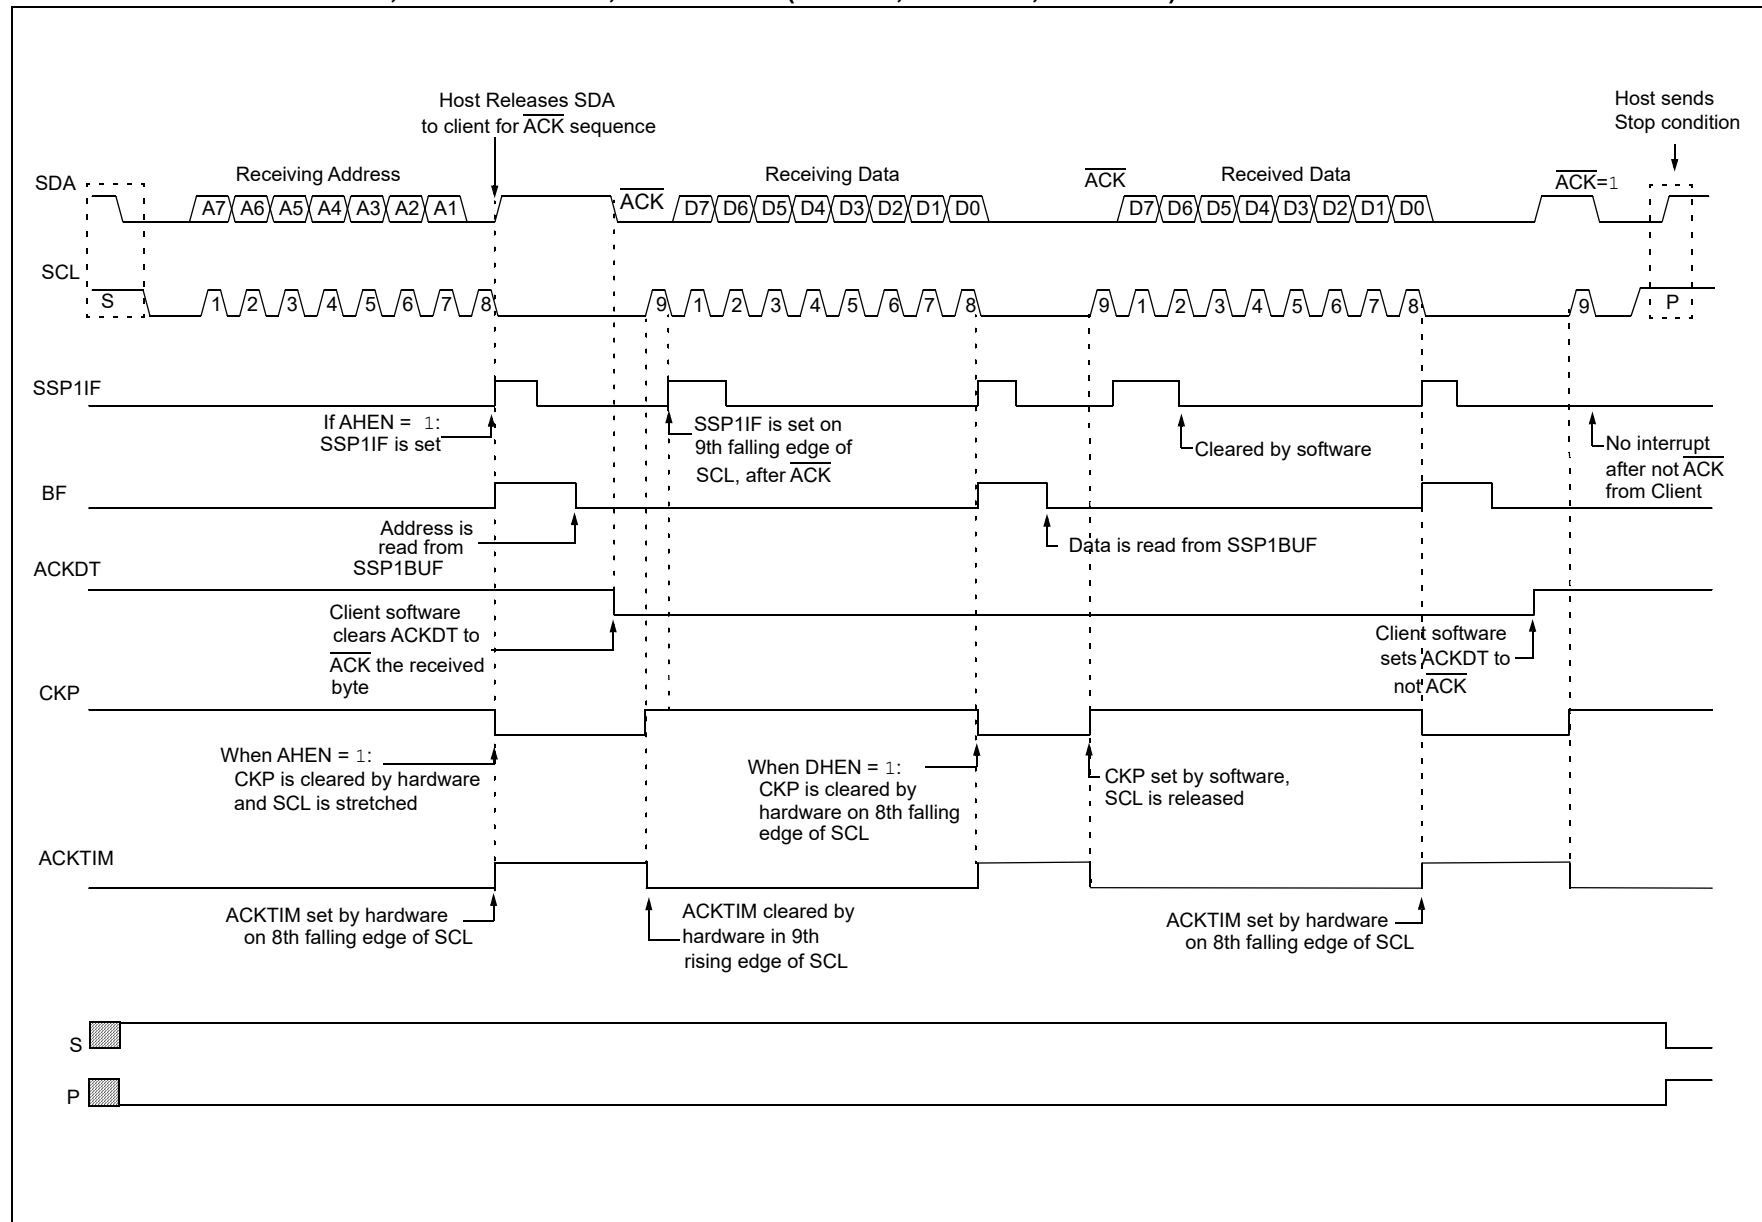 Host Releases SDA
to client for ACK sequence
Host sends
Stop condition
SDA
Receiving Address
ACK
Receiving Data
ACK
Received Data
ACK=1
A7 A6 A5 A4 A3 A2 A1
D7 D6 D5 D4 D3 D2 D1 D0
D7 D6 D5 D4 D3 D2 D1 D0
SCL
S
1 2 3 4 5 6 7 8
9 1 2 3 4 5 6 7 8
9 1 2 3 4 5 6 7 8
9
P
SSP1IF
If AHEN = 1:
SSP1IF is set
SSP1IF is set on
9th falling edge of
SCL, after ACK
Cleared by software
No interrupt
after not ACK
from Client
BF
Address is
read from
SSP1BUF
Data is read from SSP1BUF
ACKDT
Client software
clears ACKDT to
ACK the received
byte
Client software
sets ACKDT to
not ACK
CKP
When AHEN = 1:
CKP is cleared by hardware
and SCL is stretched
When DHEN = 1:
CKP is cleared by
hardware on 8th falling
edge of SCL
CKP set by software,
SCL is released
ACKTIM
ACKTIM set by hardware
on 8th falling edge of SCL
ACKTIM cleared by
hardware in 9th
rising edge of SCL
ACKTIM set by hardware
on 8th falling edge of SCL
S
P